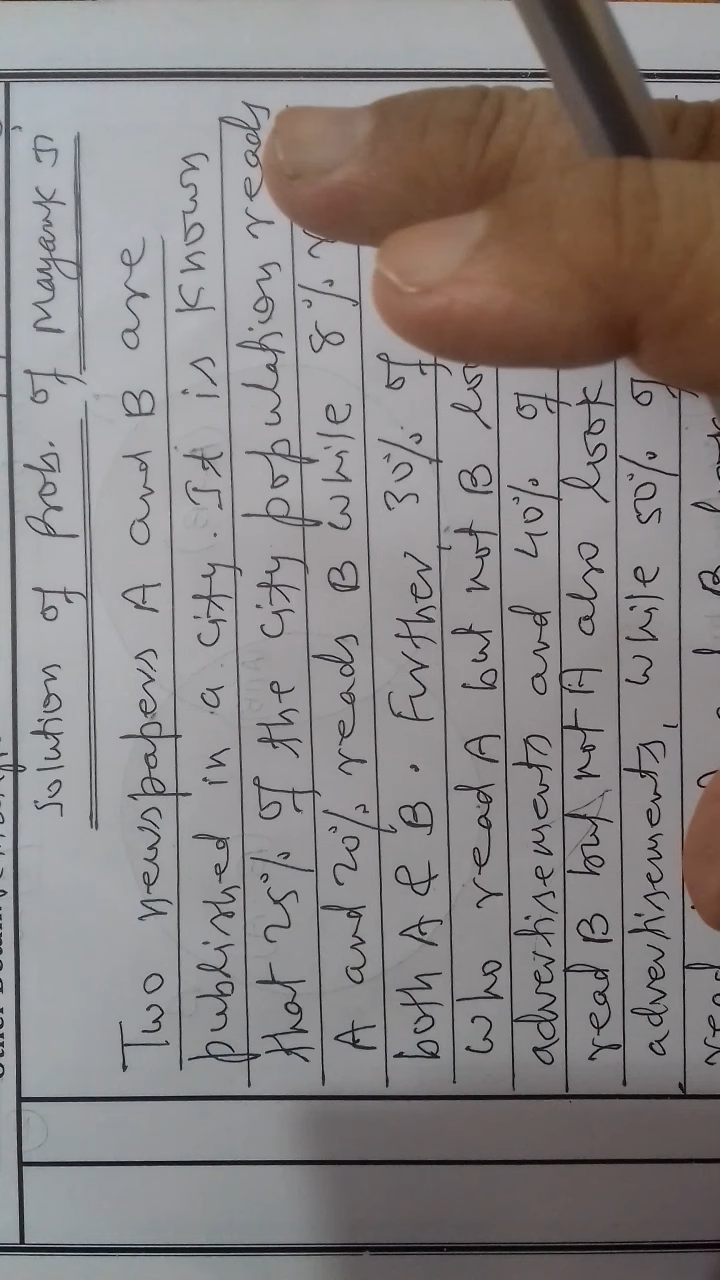 Solution of Prob. of Mayank Ji
Two newspapers A and B are
published in a city. It is known
that 25% of the city population reads
A and 20% reads B while 8%
both A & B. Further 30% of
who read A but not B
advertisements and 40% of
read B but not A also look
advertisements, while 50% of
read B